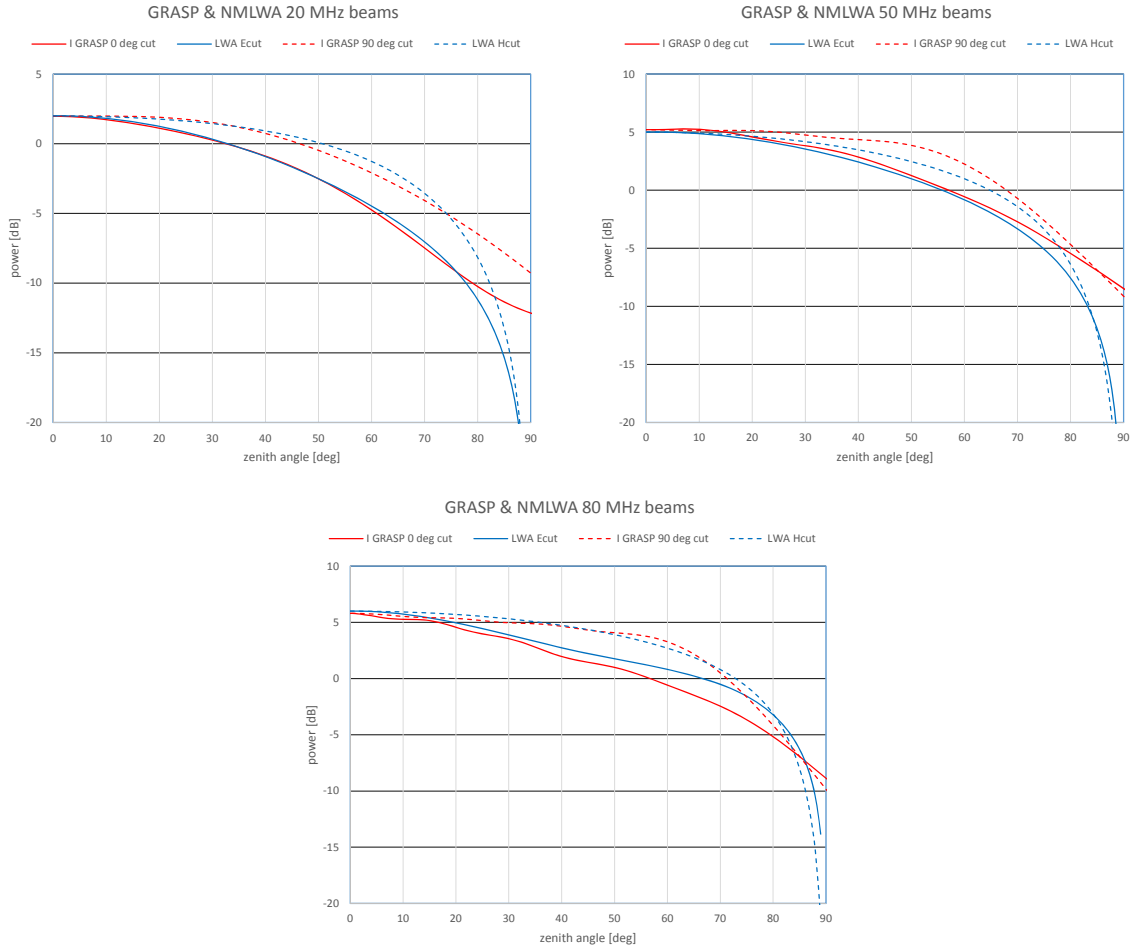 GRASP & NMLWA 20 MHz beams
I GRASP 0 deg cut LWA Ecut I GRASP 90 deg cut LWA Hcut
5
0
-5
-10
-15
-20
power [dB]
0 10 20 30 40 50 60 70 80 90
zenith angle [deg]
GRASP & NMLWA 50 MHz beams
I GRASP 0 deg cut LWA Ecut I GRASP 90 deg cut LWA Hcut
10
5
0
-5
-10
-15
-20
power [dB]
0 10 20 30 40 50 60 70 80 90
zenith angle [deg]
GRASP & NMLWA 80 MHz beams
I GRASP 0 deg cut LWA Ecut I GRASP 90 deg cut LWA Hcut
10
5
0
-5
-10
-15
-20
power [dB]
0 10 20 30 40 50 60 70 80 90
zenith angle [deg]